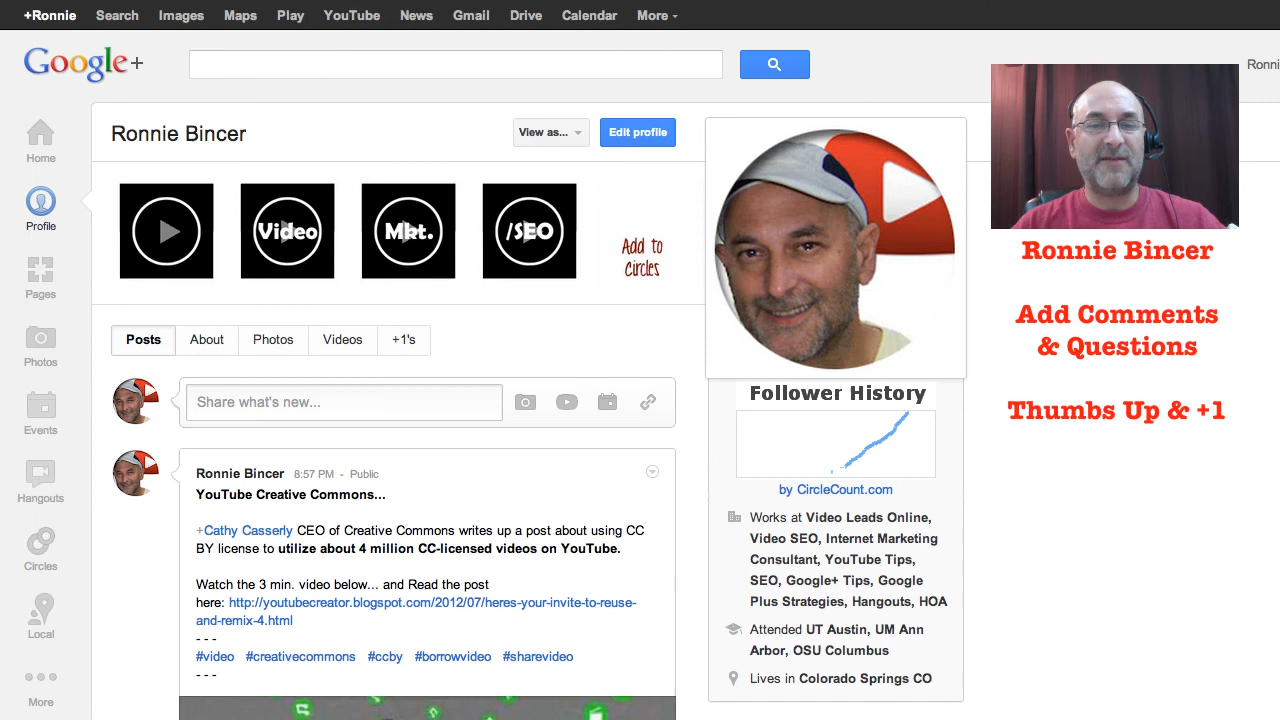 +Ronnie Search Images Maps Play YouTube News Gmail Drive Calendar More
Google+
Ronni
Home
Profile
Pages
Photos
Events
Hangouts
Circles
Local
More
Ronnie Bincer
View as...
Edit profile
Video
Mkt.
/SEO
Add to
Circles
Posts About Photos Videos +1's
Share what's new...
Ronnie Bincer 8:57 PM - Public
YouTube Creative Commons...
+Cathy Casserly CEO of Creative Commons writes up a post about using CC
BY license to utilize about 4 million CC-licensed videos on YouTube.
Watch the 3 min. video below... and Read the post
here: http://youtubecreator.blogspot.com/2012/07/heres-your-invite-to-reuse-
and-remix-4.html
- - -
#video #creativecommons #ccby #borrowvideo #sharevideo
- - -
Follower History
by CircleCount.com
Works at Video Leads Online,
Video SEO, Internet Marketing
Consultant, YouTube Tips,
SEO, Google+ Tips, Google
Plus Strategies, Hangouts, HOA
Attended UT Austin, UM Ann
Arbor, OSU Columbus
Lives in Colorado Springs CO
Ronnie Bincer
Add Comments
& Questions
Thumbs Up & +1